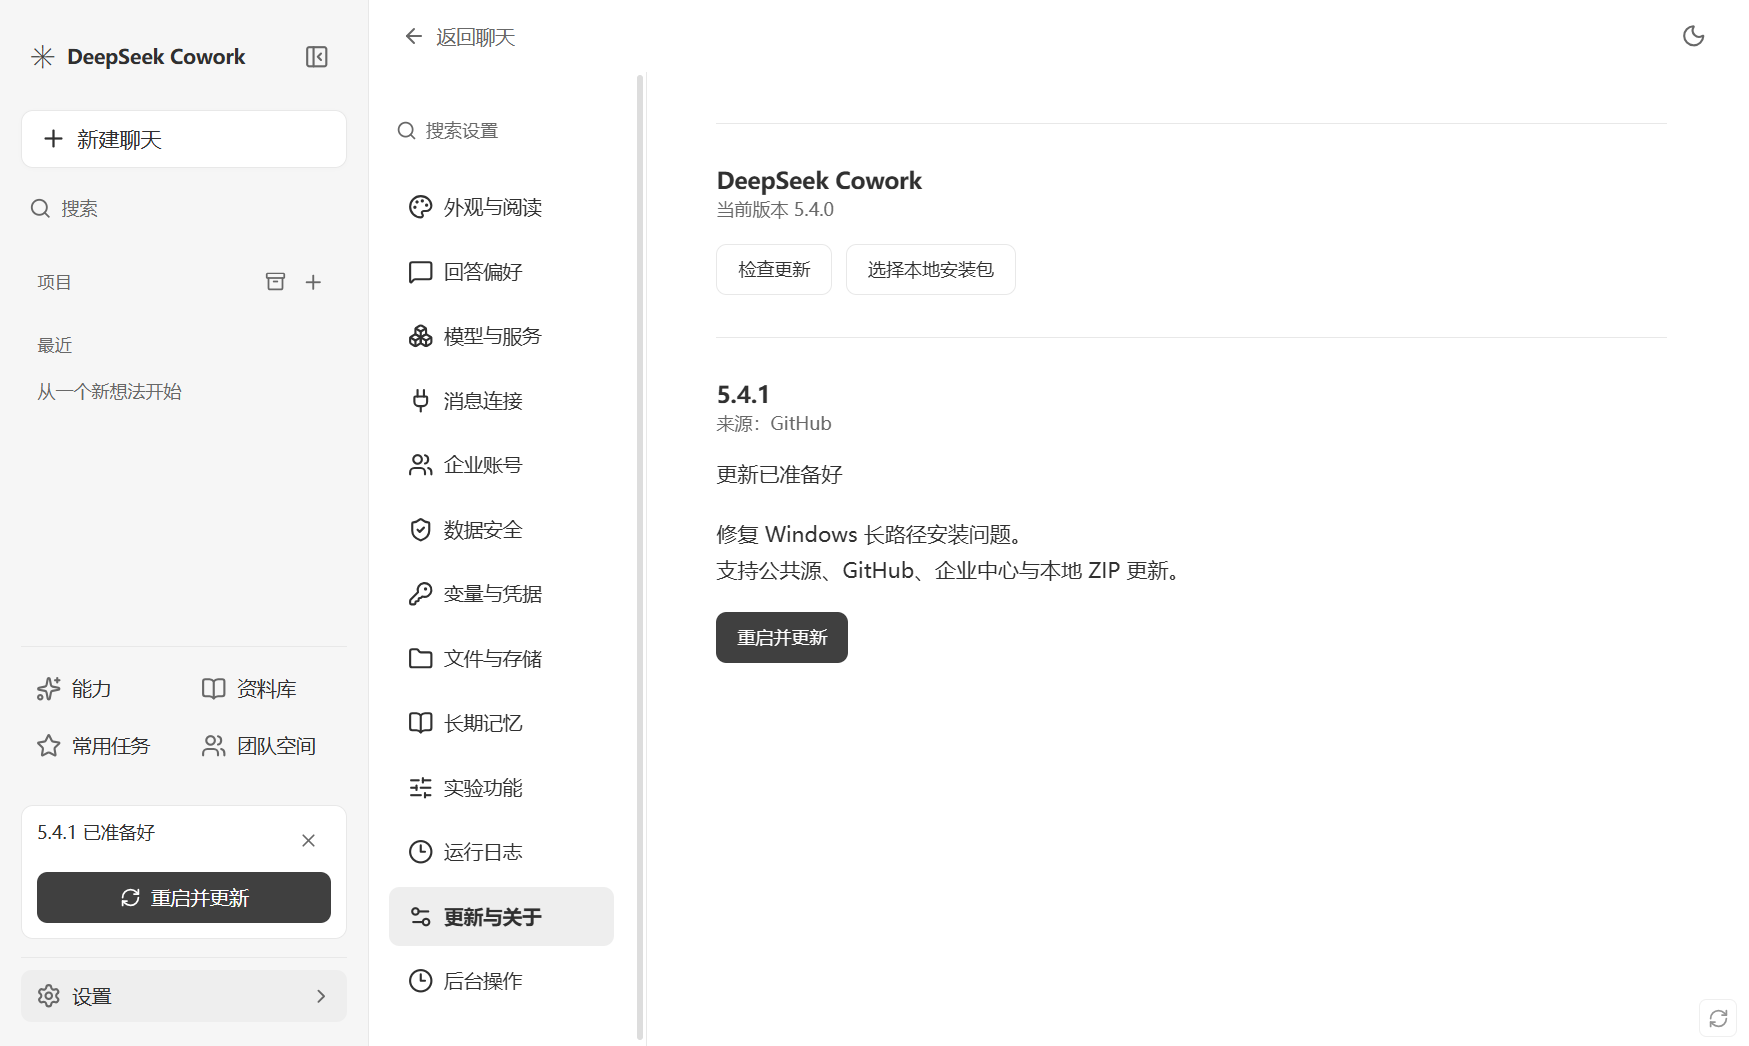 DeepSeek Cowork
新建聊天
搜索
项目
最近
从一个新想法开始
能力
资料库
常用任务
团队空间
5.4.1 已准备好
重启并更新
设置
返回聊天
搜索设置
外观与阅读
回答偏好
模型与服务
消息连接
企业账号
数据安全
变量与凭据
文件与存储
长期记忆
实验功能
运行日志
更新与关于
后台操作
DeepSeek Cowork
当前版本 5.4.0
检查更新
选择本地安装包
5.4.1
来源：GitHub
更新已准备好
修复 Windows 长路径安装问题。
支持公共源、GitHub、企业中心与本地 ZIP 更新。
重启并更新